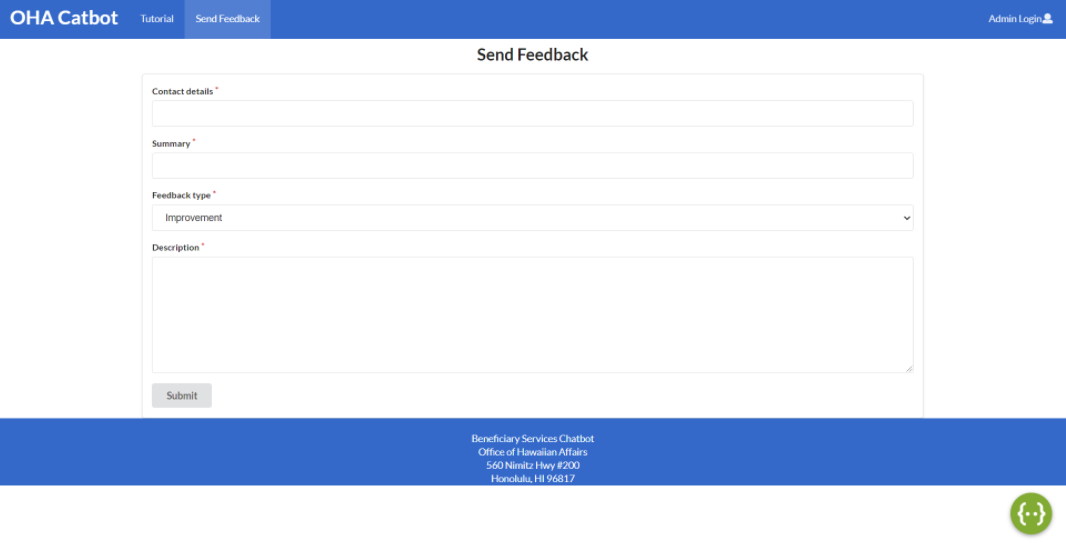 OHA Catbot
Tutorial
Send Feedback
Admin Login
Send Feedback
Contact details *
Summary *
Feedback type *
Improvement
Description *
Submit
Beneficiary Services Chatbot
Office of Hawaiian Affairs
560 Nimitz Hwy #200
Honolulu, HI 96817
{··}